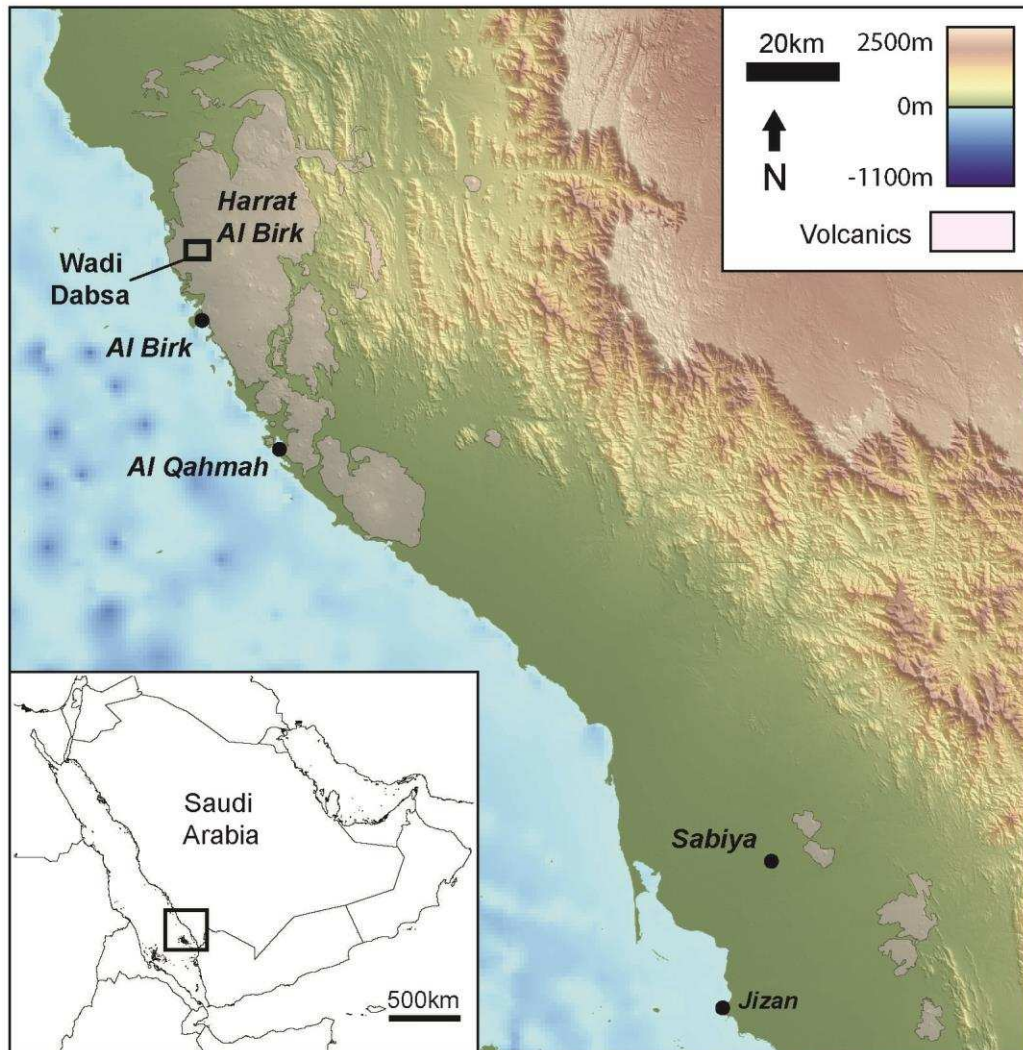 20km
N
2500m
0m
-1100m
Volcanics
Harrat
Al Birk
Wadi
Dabsa
Al Birk
Al Qahmah
Sabiya
Jizan
Saudi
Arabia
500km